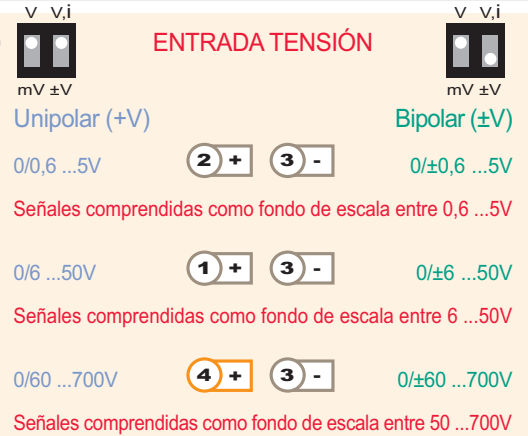 V V,i ENTRADA TENSIÓN V V,i
mV ±V mV ±V
Unipolar (+V) Bipolar (±V)
0/0,6 ...5V 2 + 3 - 0/±0,6 ...5V
Señales comprendidas como fondo de escala entre 0,6 ...5V
0/6 ...50V 1 + 3 - 0/±6 ...50V
Señales comprendidas como fondo de escala entre 6 ...50V
0/60 ...700V 4 + 3 - 0/±60 ...700V
Señales comprendidas como fondo de escala entre 50 ...700V